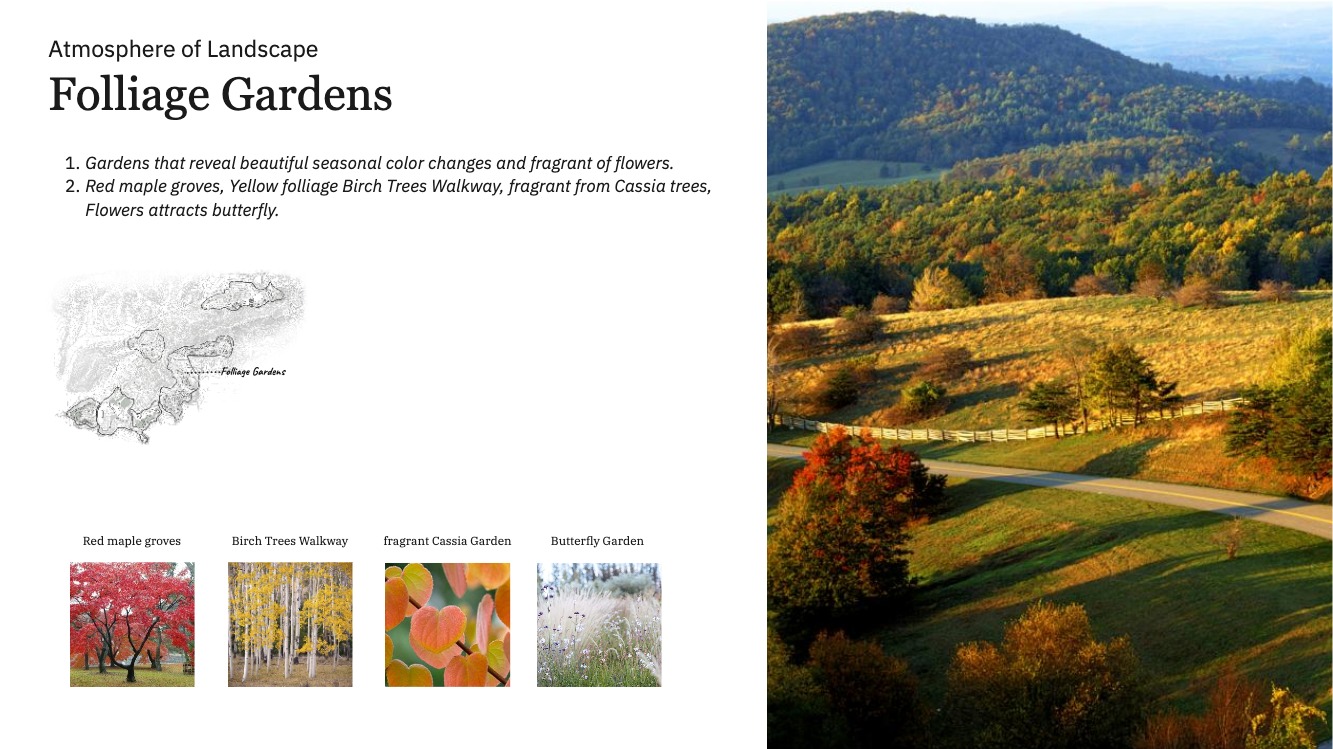 Atmosphere of Landscape
Folliage Gardens
1. Gardens that reveal beautiful seasonal color changes and fragrant of flowers.
2. Red maple groves, Yellow folliage Birch Trees Walkway, fragrant from Cassia trees,
Flowers attracts butterfly.
Folliage Gardens
Red maple groves
Birch Trees Walkway
fragrant Cassia Garden
Butterfly Garden